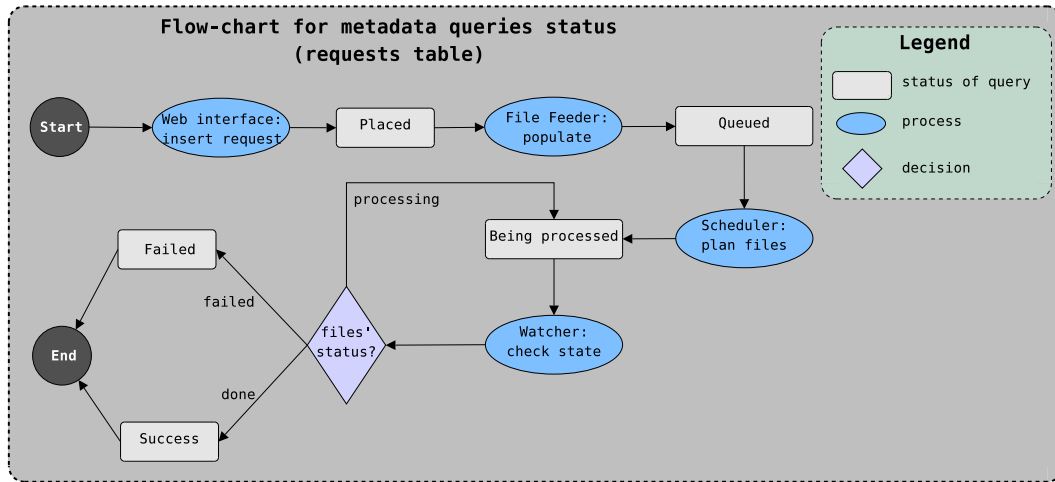 Flow-chart for metadata queries status
(requests table)
Legend
status of query
process
decision
Start
Web interface:
insert request
Placed
File Feeder:
populate
Queued
Scheduler:
plan files
Being processed
processing
Watcher:
check state
files'
status?
failed
Failed
done
Success
End